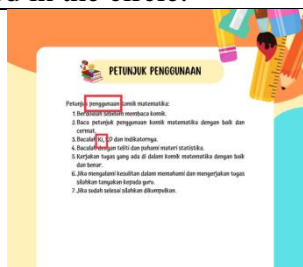 PETUNJUK PENGGUNAAN
Petunjuk penggunaan komik matematika:
1. Berdoalah sebelum membaca komik.
2. Baca petunjuk penggunaan komik matematika dengan baik dan
cermat.
3. Bacalah KI, KD dan Indikatornya.
4. Bacalah dengan teliti dan pahami materi statistika.
5. Kerjakan tugas yang ada di dalam komik matematika dengan baik
dan benar.
6. Jika mengalami kesulitan dalam memahami dan mengerjakan tugas
silahkan tanyakan kepada guru.
7. Jika sudah selesai silahkan dikumpulkan.